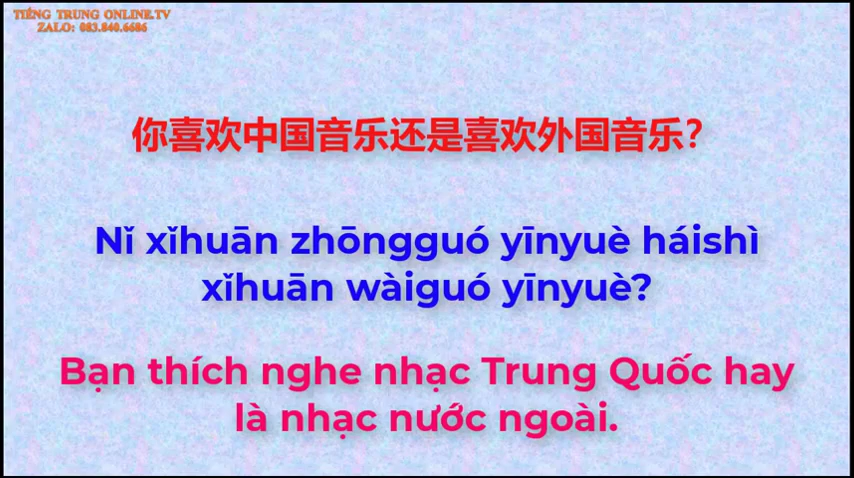 TIẾNG TRUNG ONLINE.TV
ZALO: 083.840.6686
你喜欢中国音乐还是喜欢外国音乐？
Nǐ xǐhuān zhōngguó yīnyuè háishì
xǐhuān wàiguó yīnyuè?
Bạn thích nghe nhạc Trung Quốc hay
là nhạc nước ngoài.